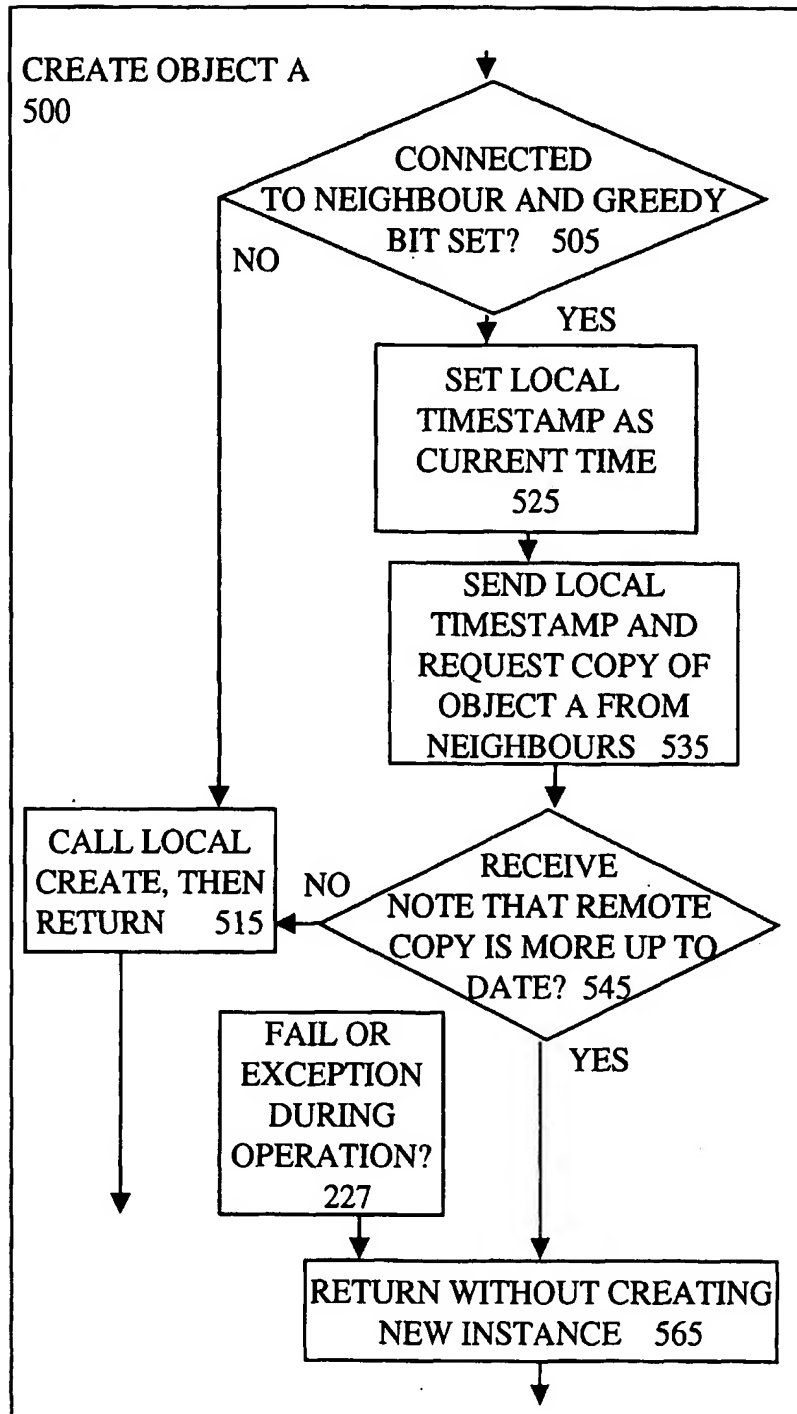 CREATE OBJECT A
500
CONNECTED
TO NEIGHBOUR AND GREEDY
BIT SET? 505
NO
YES
SET LOCAL
TIMESTAMP AS
CURRENT TIME
525
SEND LOCAL
TIMESTAMP AND
REQUEST COPY OF
OBJECT A FROM
NEIGHBOURS 535
CALL LOCAL
CREATE, THEN
RETURN 515
NO
RECEIVE
NOTE THAT REMOTE
COPY IS MORE UP TO
DATE? 545
YES
FAIL OR
EXCEPTION
DURING
OPERATION?
227
RETURN WITHOUT CREATING
NEW INSTANCE 565